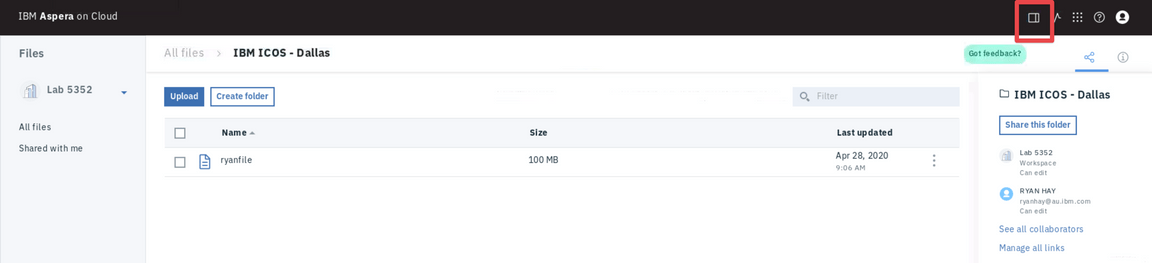 IBM Aspera on Cloud
Files
Lab 5352
All files
Shared with me
All files > IBM ICOS - Dallas
Got feedback?
Upload
Create folder
Filter
Name
Size
Last updated
ryanfile
100 MB
Apr 28, 2020
9:06 AM
IBM ICOS - Dallas
Share this folder
Lab 5352
Workspace
Can edit
RYAN HAY
ryanhay@au.ibm.com
Can edit
See all collaborators
Manage all links